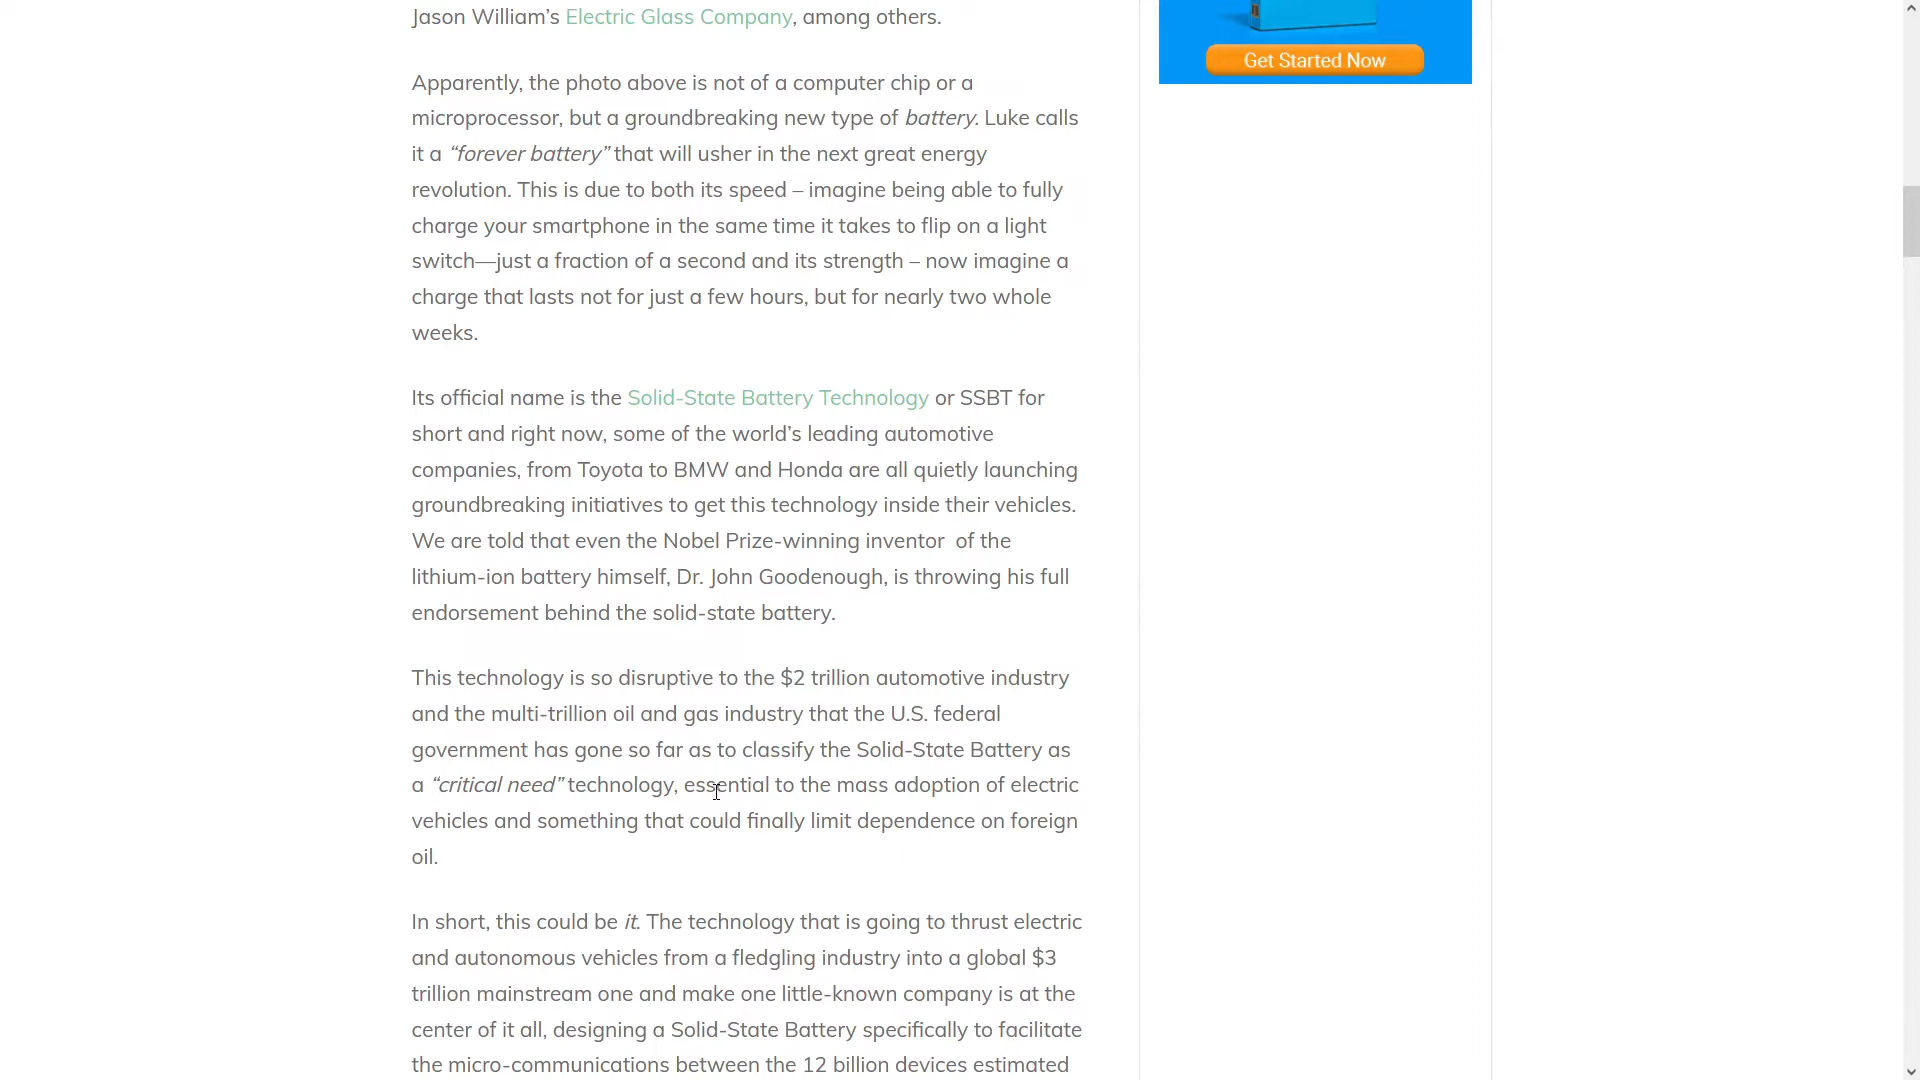 Jason William’s Electric Glass Company, among others.
Get Started Now
Apparently, the photo above is not of a computer chip or a
microprocessor, but a groundbreaking new type of battery. Luke calls
it a “forever battery” that will usher in the next great energy
revolution. This is due to both its speed – imagine being able to fully
charge your smartphone in the same time it takes to flip on a light
switch—just a fraction of a second and its strength – now imagine a
charge that lasts not for just a few hours, but for nearly two whole
weeks.
Its official name is the Solid-State Battery Technology or SSBT for
short and right now, some of the world’s leading automotive
companies, from Toyota to BMW and Honda are all quietly launching
groundbreaking initiatives to get this technology inside their vehicles.
We are told that even the Nobel Prize-winning inventor  of the
lithium-ion battery himself, Dr. John Goodenough, is throwing his full
endorsement behind the solid-state battery.
This technology is so disruptive to the $2 trillion automotive industry
and the multi-trillion oil and gas industry that the U.S. federal
government has gone so far as to classify the Solid-State Battery as
a “critical need” technology, essential to the mass adoption of electric
vehicles and something that could finally limit dependence on foreign
oil.
In short, this could be it. The technology that is going to thrust electric
and autonomous vehicles from a fledgling industry into a global $3
trillion mainstream one and make one little-known company is at the
center of it all, designing a Solid-State Battery specifically to facilitate
the micro-communications between the 12 billion devices estimated